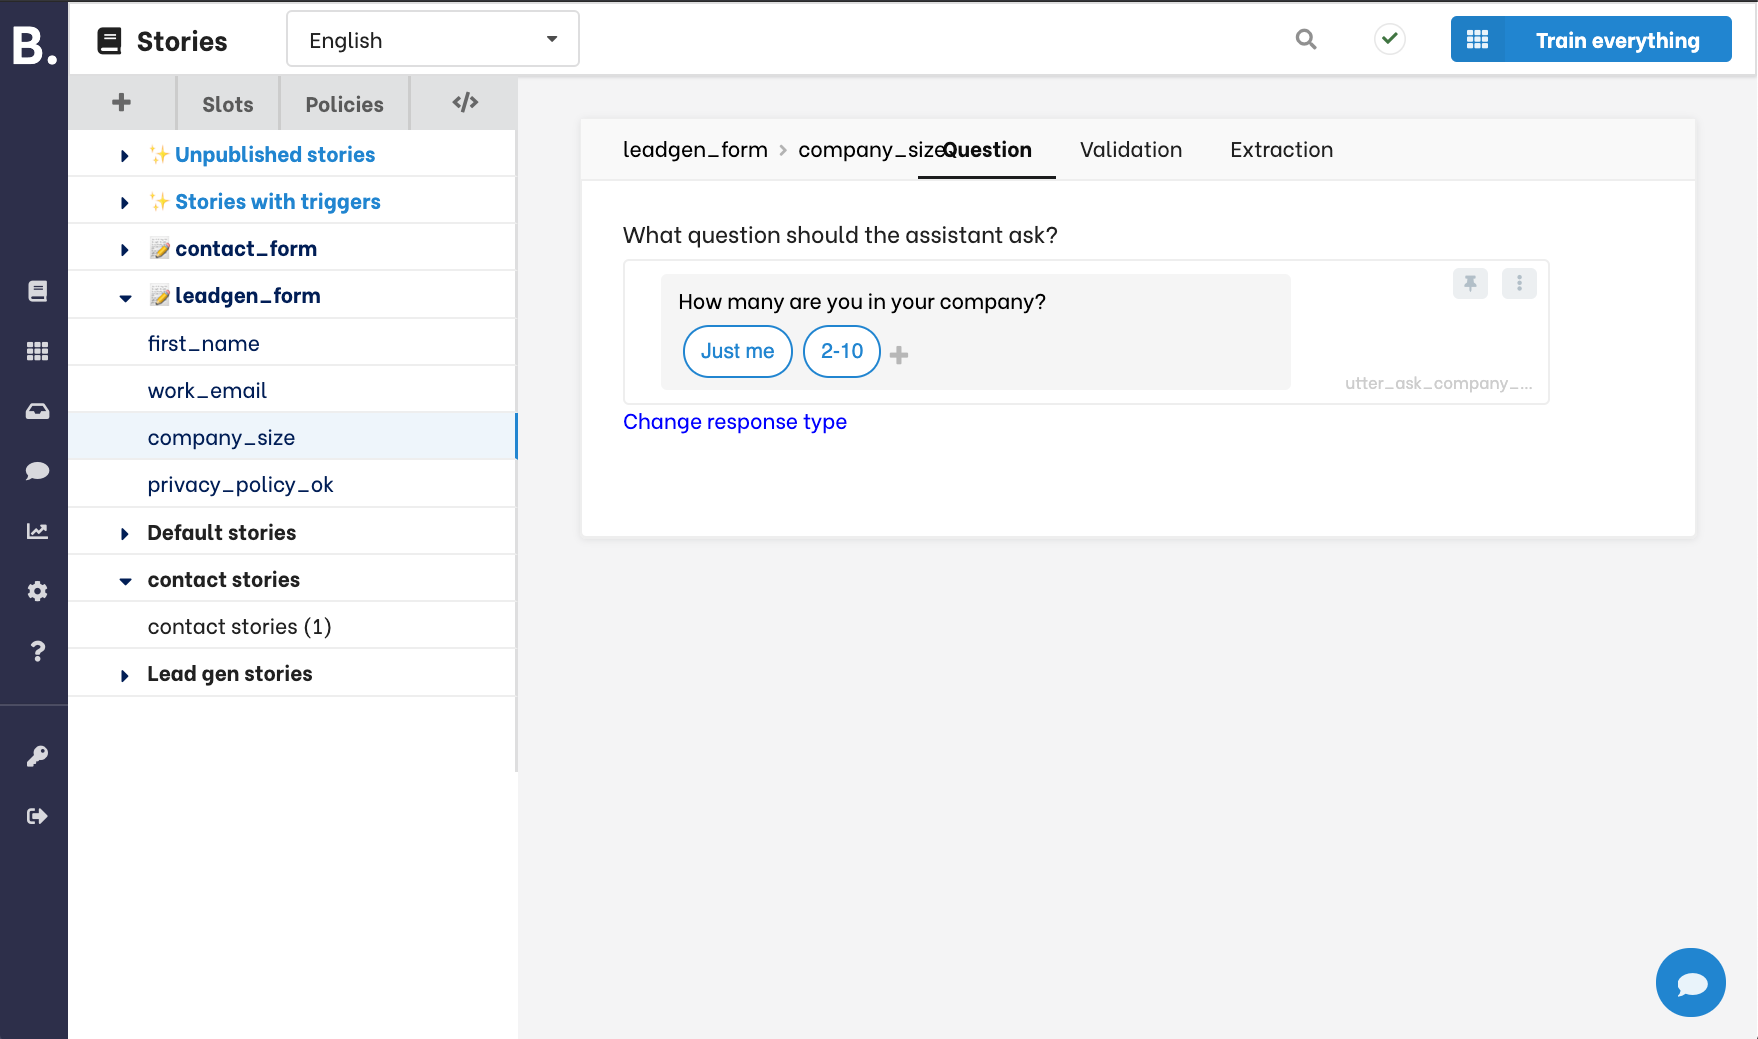 B.
Stories
English
Train everything
Slots
Policies
</>
Unpublished stories
Stories with triggers
contact_form
leadgen_form
first_name
work_email
company_size
privacy_policy_ok
Default stories
contact stories
contact stories (1)
Lead gen stories
leadgen_form > company_size
Question
Validation
Extraction
What question should the assistant ask?
How many are you in your company?
Just me
2-10
utter_ask_company_...
Change response type